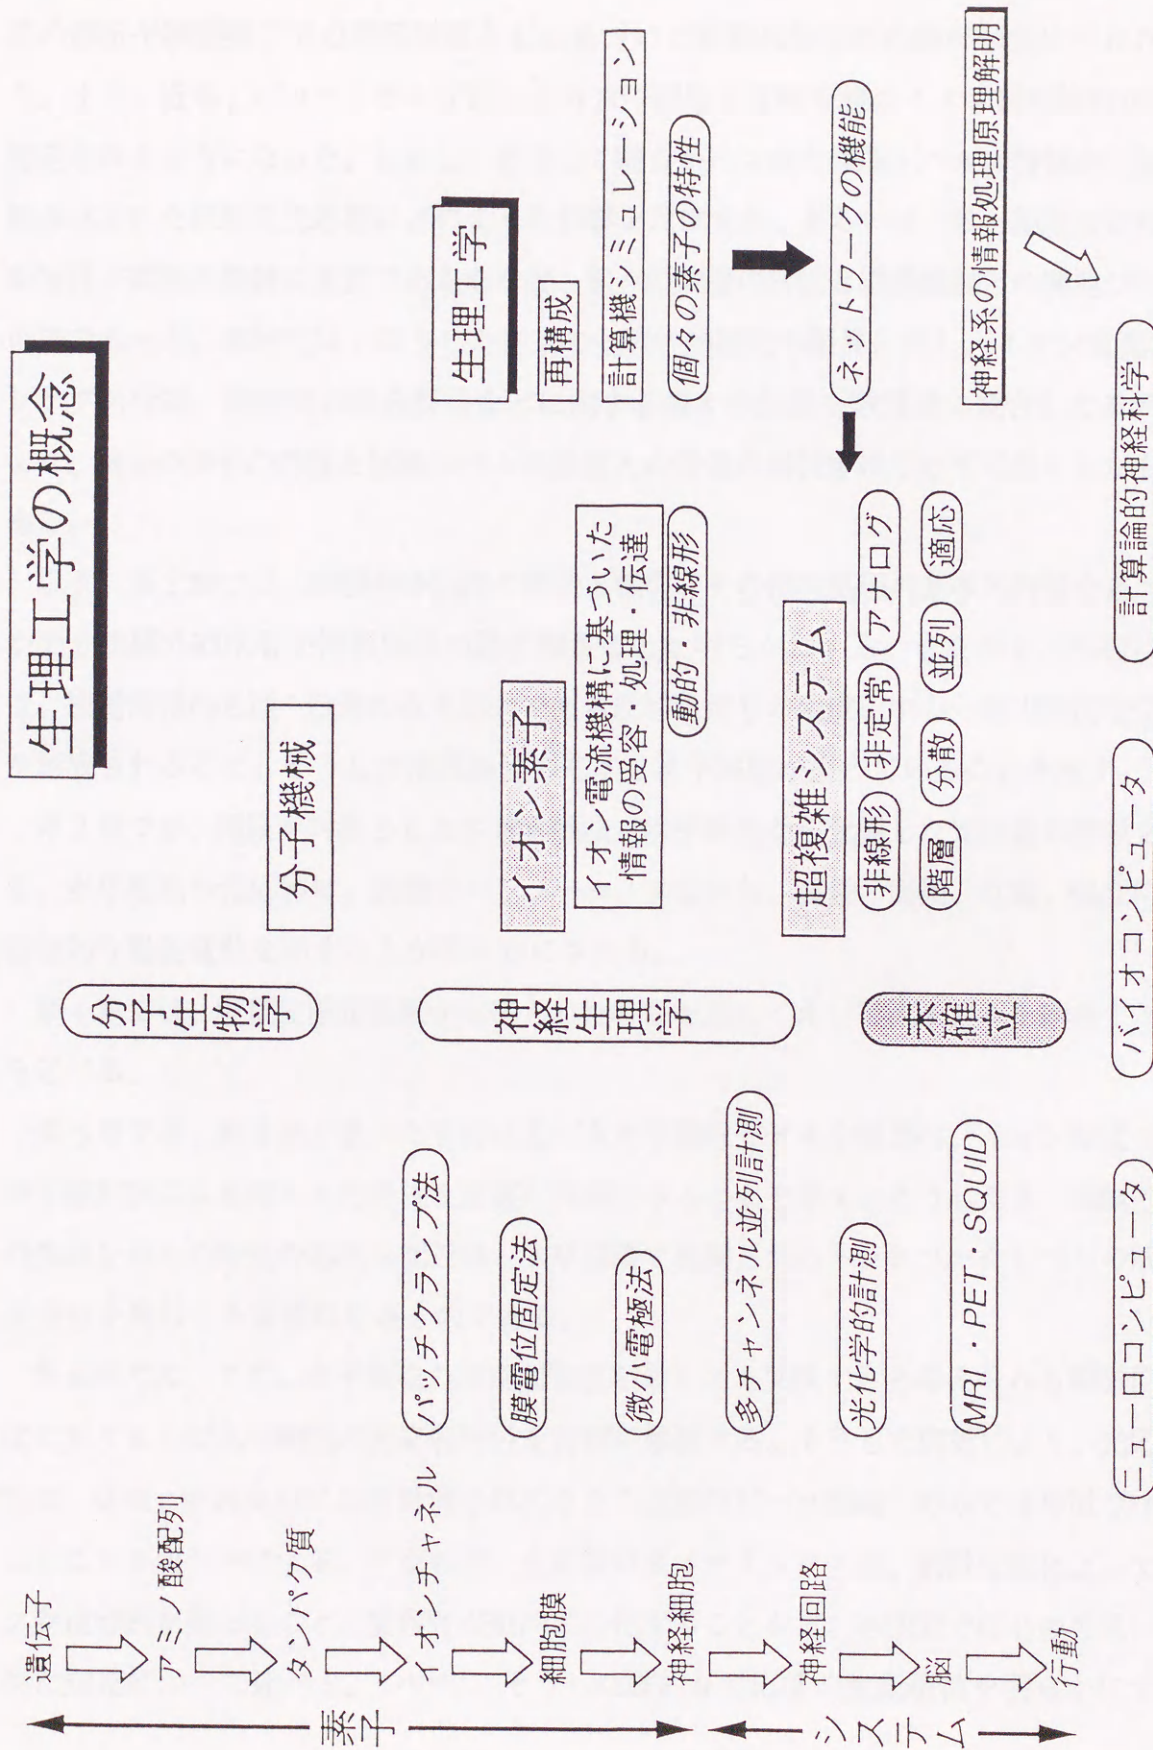 生理工学の概念
遺伝子
アミノ酸配列
タンパク質
イオンチャネル
細胞膜
神経細胞
神経回路
脳
行動
素子
システム
パッチクランプ法
膜電位固定法
微小電極法
多チャンネル並列計測
光化学的計測
MRI・PET・SQUID
分子生物学
神経生理学
未確立
分子機械
イオン素子
イオン電流機構に基づいた
情報の受容・処理・伝達
動的 非線形
超複雑システム
非線形 非定常 アナログ
階層 分散 並列 適応
生理工学
再構成
計算機シミュレーション
個々の素子の特性
ネットワークの機能
神経系の情報処理原理解明
ニューロコンピュータ
バイオコンピュータ
計算論的神経科学